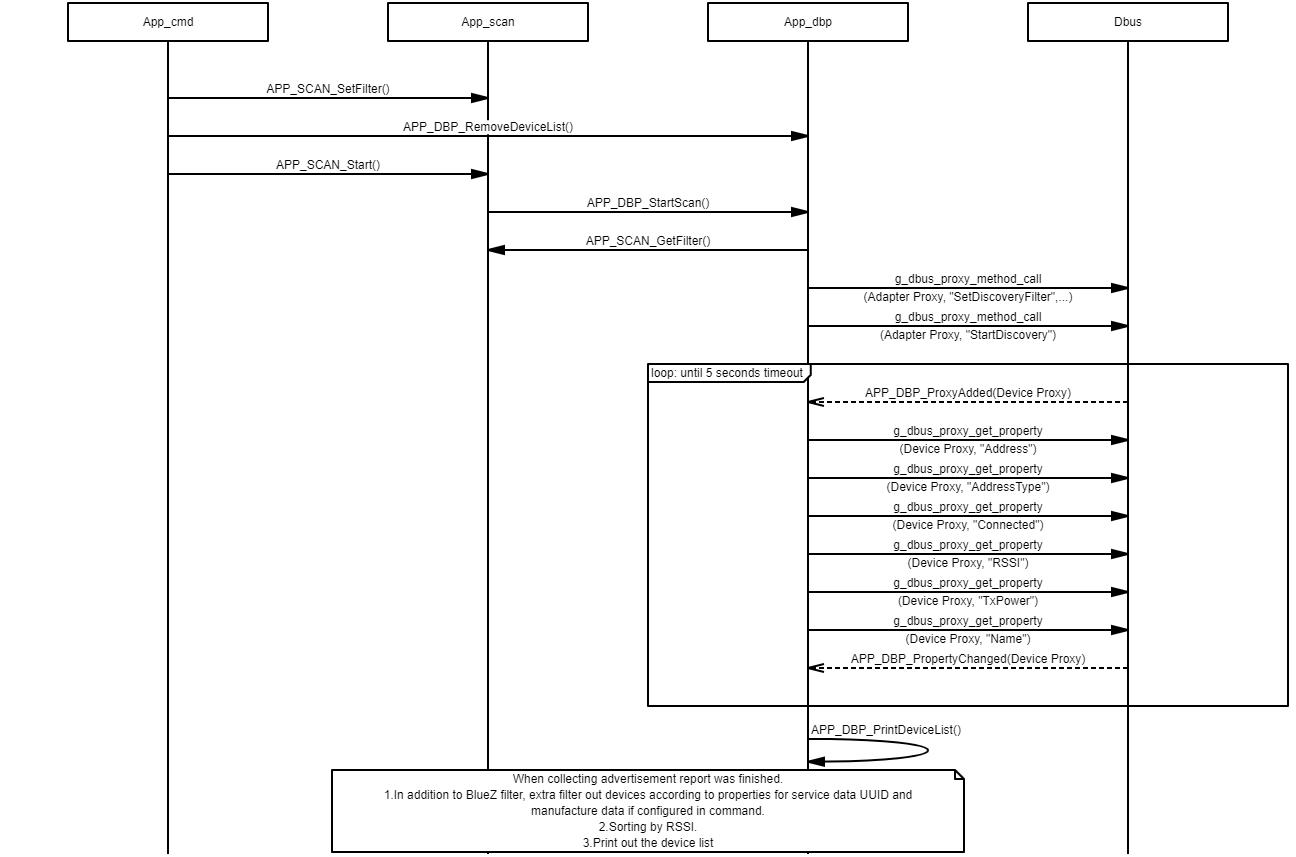 App_cmd
App_scan
App_dbp
Dbus
APP_SCAN_SetFilter()
APP_DBP_RemoveDeviceList()
APP_SCAN_Start()
APP_DBP_StartScan()
APP_SCAN_GetFilter()
g_dbus_proxy_method_call
(Adapter Proxy, "SetDiscoveryFilter",...)
g_dbus_proxy_method_call
(Adapter Proxy, "StartDiscovery")
loop: until 5 seconds timeout
APP_DBP_ProxyAdded(Device Proxy)
g_dbus_proxy_get_property
(Device Proxy, "Address")
g_dbus_proxy_get_property
(Device Proxy, "AddressType")
g_dbus_proxy_get_property
(Device Proxy, "Connected")
g_dbus_proxy_get_property
(Device Proxy, "RSSI")
g_dbus_proxy_get_property
(Device Proxy, "TxPower")
g_dbus_proxy_get_property
(Device Proxy, "Name")
APP_DBP_PropertyChanged(Device Proxy)
APP_DBP_PrintDeviceList()
When collecting advertisement report was finished.
1.In addition to BlueZ filter, extra filter out devices according to properties for service data UUID and
manufacture data if configured in command.
2.Sorting by RSSI.
3.Print out the device list